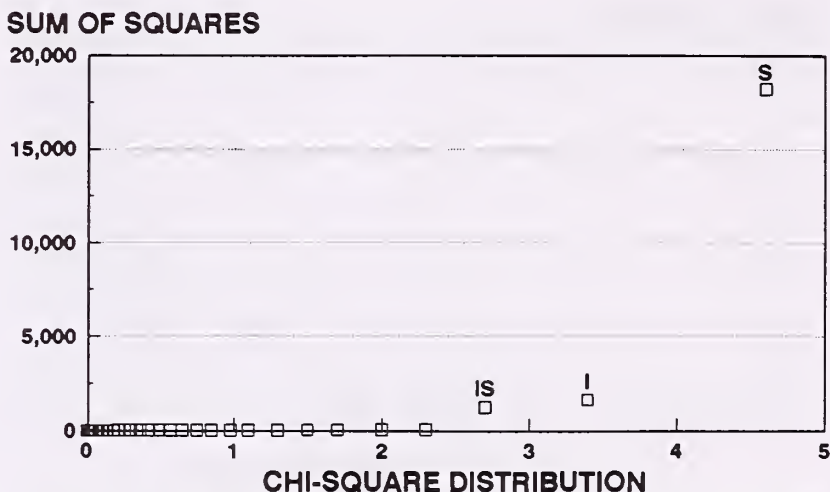 SUM OF SQUARES
20,000
S
15,000
10,000
5,000
IS
I
0
0 1 2 3 4 5
CHI-SQUARE DISTRIBUTION